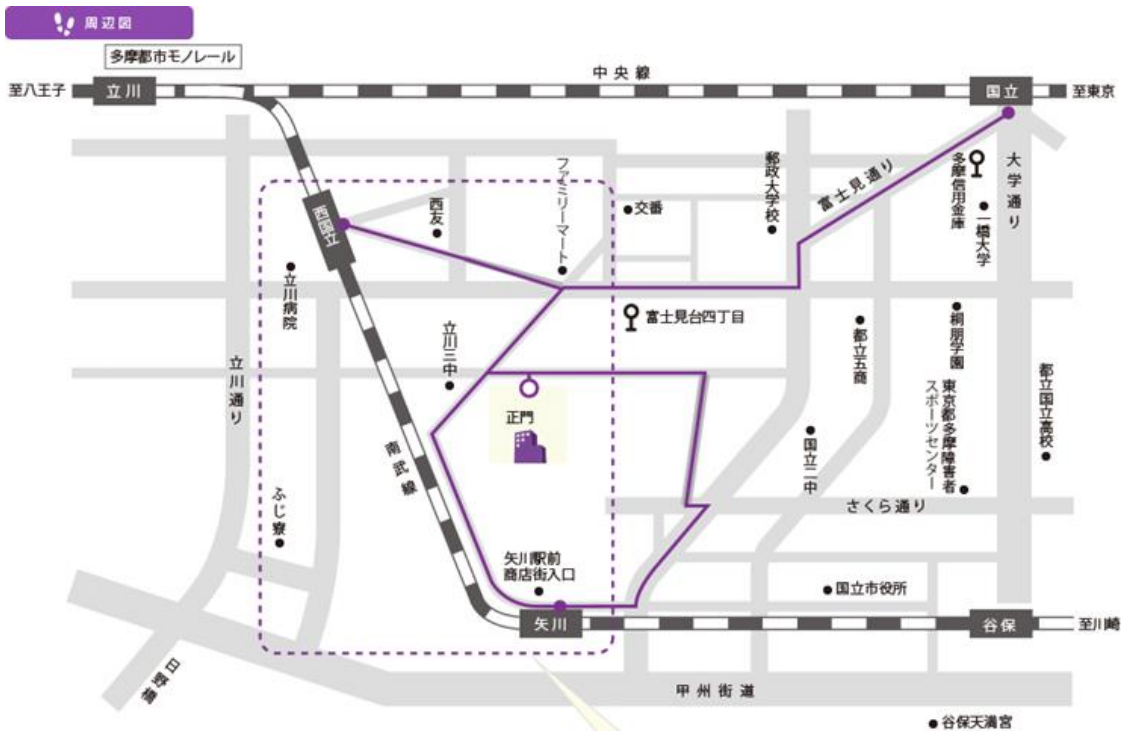 周辺図
多摩都市モノレール
至八王子
立川
中央線
国立
至東京
ファミリーマート
郵政大学校
富士見通り
多摩信用金庫
大学通り
西国立
西友
交番
一橋大学
立川病院
富士見台四丁目
立川三中
都立五商
桐朋学園
立川通り
正門
東京都多摩障害者
スポーツセンター
都立国立高校
南武線
国立二中
ふじ寮
さくら通り
矢川駅前
商店街入口
国立市役所
矢川
谷保
至川崎
日野橋
甲州街道
谷保天満宮